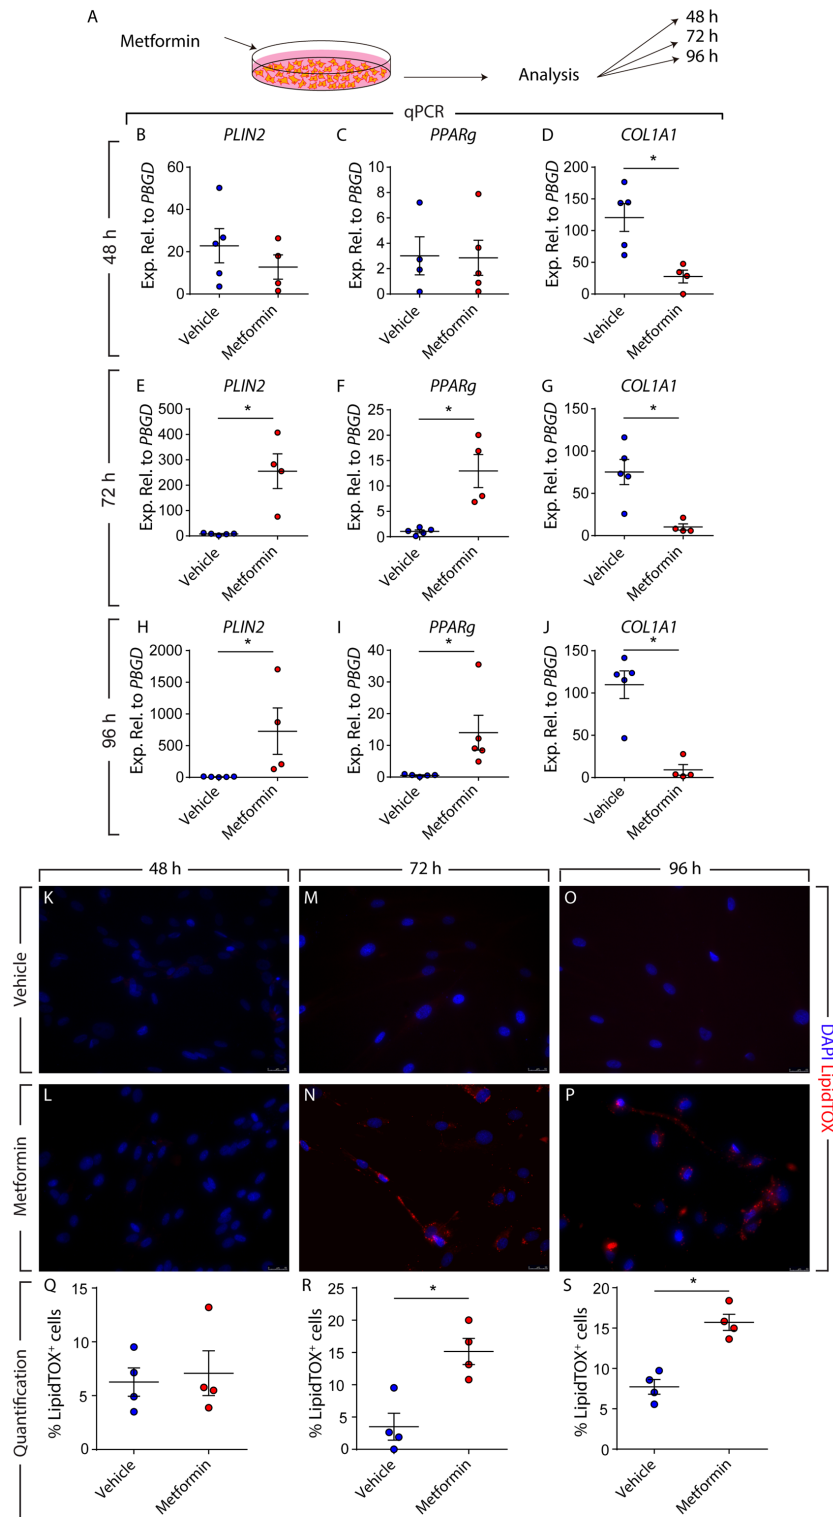 A
Metformin
Analysis
48 h
72 h
96 h
qPCR
48 h
B
PLIN2
Exp. Rel. to PBGD
60
40
20
0
Vehicle
Metformin
C
PPARg
Exp. Rel. to PBGD
10
8
6
4
2
0
Vehicle
Metformin
D
COL1A1
*
Exp. Rel. to PBGD
200
150
100
50
0
Vehicle
Metformin
72 h
E
PLIN2
*
Exp. Rel. to PBGD
500
400
300
200
100
0
Vehicle
Metformin
F
PPARg
*
Exp. Rel. to PBGD
25
20
15
10
5
0
Vehicle
Metformin
G
COL1A1
*
Exp. Rel. to PBGD
150
100
50
0
Vehicle
Metformin
96 h
H
PLIN2
*
Exp. Rel. to PBGD
2000
1500
1000
500
0
Vehicle
Metformin
I
PPARg
*
Exp. Rel. to PBGD
40
30
20
10
0
Vehicle
Metformin
J
COL1A1
*
Exp. Rel. to PBGD
150
100
50
0
Vehicle
Metformin
48 h
72 h
96 h
Vehicle
K
M
O
Metformin
L
N
P
DAPI LipidTOX
Quantification
Q
% LipidTOX+ cells
15
10
5
0
Vehicle
Metformin
R
*
% LipidTOX+ cells
25
20
15
10
5
0
Vehicle
Metformin
S
*
% LipidTOX+ cells
20
15
10
5
0
Vehicle
Metformin